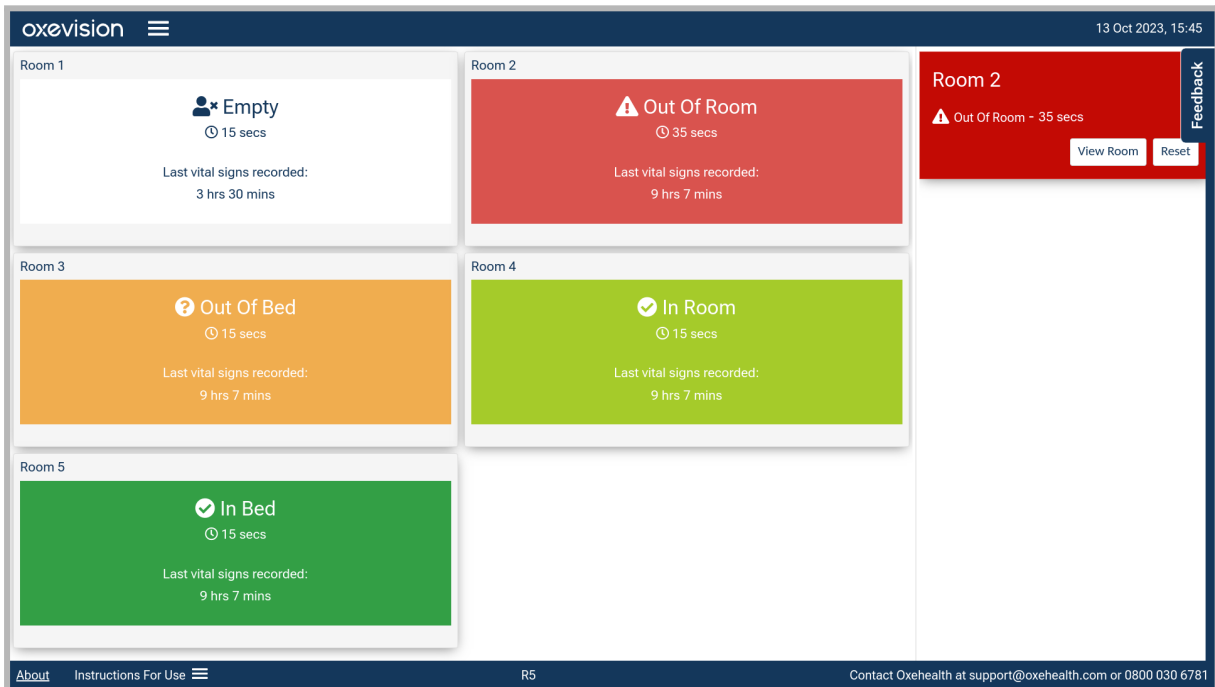 oxevision
13 Oct 2023, 15:45
Room 1
Empty
15 secs
Last vital signs recorded:
3 hrs 30 mins
Room 2
Out Of Room
35 secs
Last vital signs recorded:
9 hrs 7 mins
Room 3
Out Of Bed
15 secs
Last vital signs recorded:
9 hrs 7 mins
Room 4
In Room
15 secs
Last vital signs recorded:
9 hrs 7 mins
Room 5
In Bed
15 secs
Last vital signs recorded:
9 hrs 7 mins
Room 2
Out Of Room - 35 secs
View Room
Reset
Feedback
About
Instructions For Use
R5
Contact Oxehealth at support@oxehealth.com or 0800 030 6781